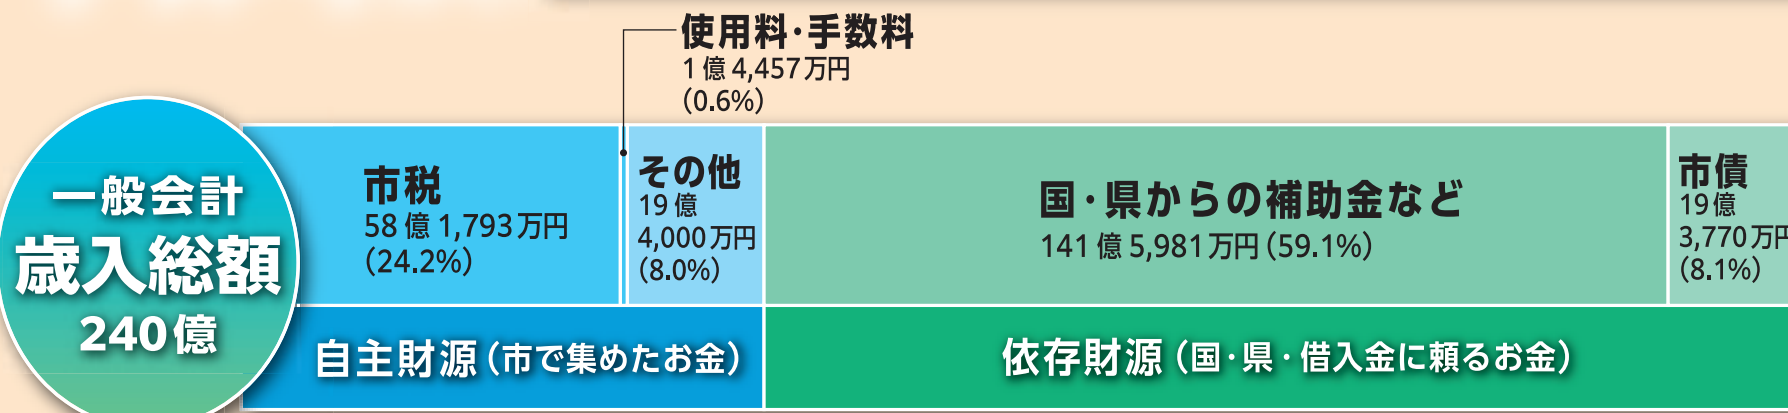 使用料・手数料
1億4,457万円
(0.6%)
一般会計
歳入総額
240億
市税
58億1,793万円
(24.2%)
その他
19億
4,000万円
(8.0%)
国・県からの補助金など
141億5,981万円(59.1%)
市債
19億
3,770万円
(8.1%)
自主財源(市で集めたお金)
依存財源(国・県・借入金に頼るお金)